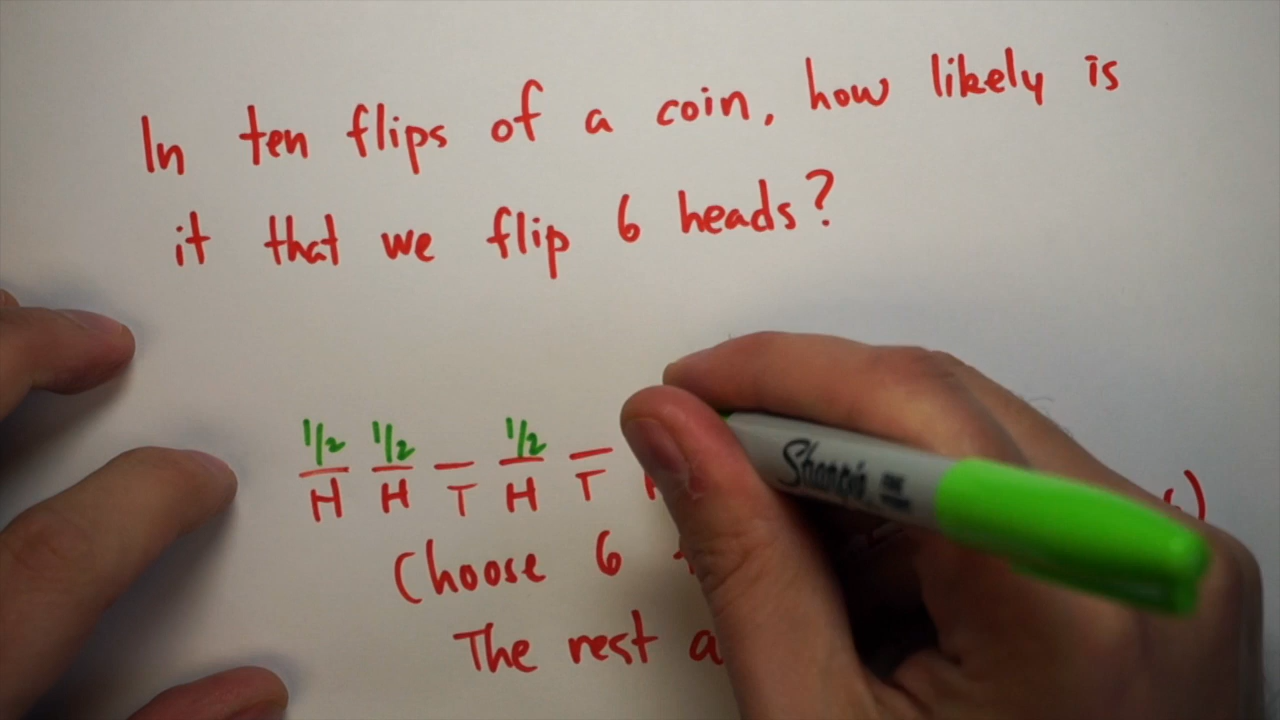 In ten flips of a coin, how likely is
it that we flip 6 heads?
1/2 1/2 1/2
H H T H T
Choose 6
The rest
Sharpie